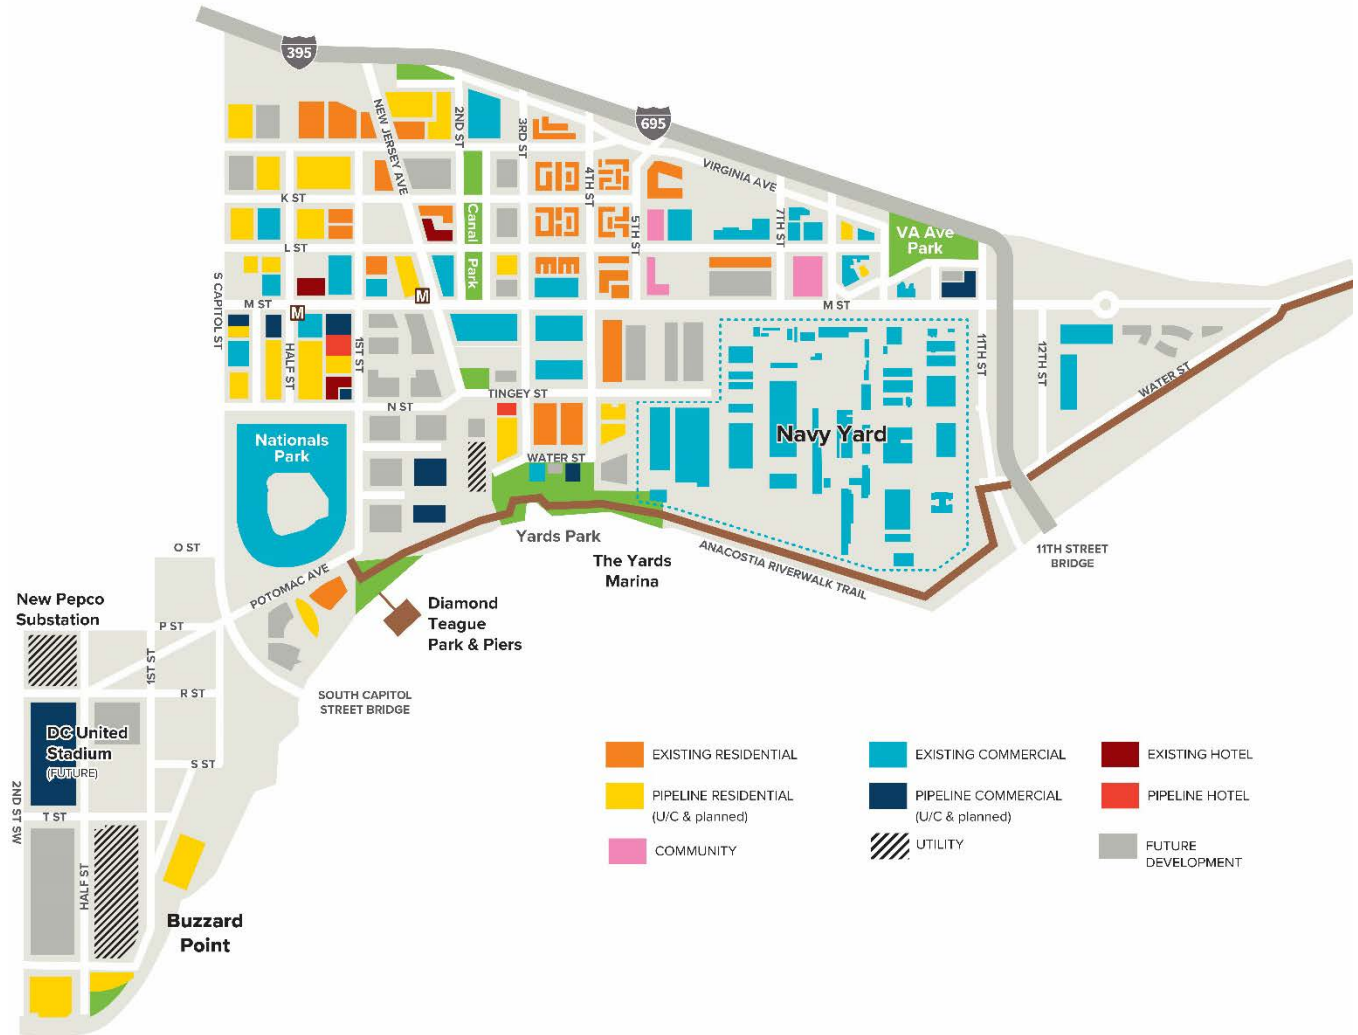 395
695
NEW JERSEY AVE
2ND ST
3RD ST
4TH ST
5TH ST
7TH ST
VIRGINIA AVE
K ST
Canal
Park
VA Ave
Park
L ST
S CAPITOL ST
M ST
M
M
M ST
HALF ST
1ST ST
11TH ST
12TH ST
WATER ST
TINGEY ST
N ST
Nationals
Park
Navy Yard
WATER ST
Yards Park
The Yards
Marina
ANACOSTIA RIVERWALK TRAIL
11TH STREET
BRIDGE
O ST
POTOMAC AVE
New Pepco
Substation
Diamond
Teague
Park & Piers
P ST
1ST ST
R ST
SOUTH CAPITOL
STREET BRIDGE
DC United
Stadium
(FUTURE)
S ST
2ND ST SW
T ST
HALF ST
Buzzard
Point
EXISTING RESIDENTIAL
EXISTING COMMERCIAL
EXISTING HOTEL
PIPELINE RESIDENTIAL
(U/C & planned)
PIPELINE COMMERCIAL
(U/C & planned)
PIPELINE HOTEL
COMMUNITY
UTILITY
FUTURE
DEVELOPMENT